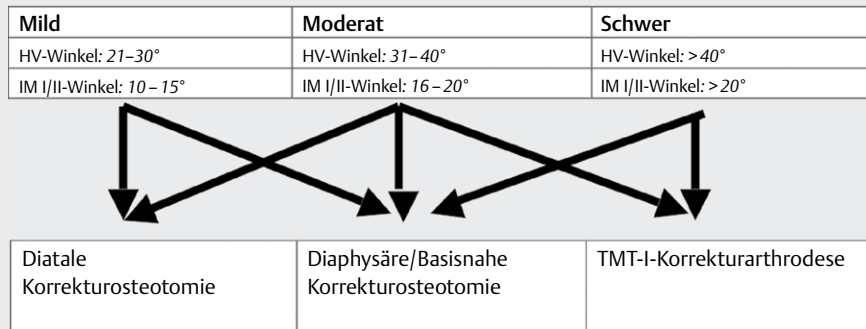 Mild Moderat Schwer
HV-Winkel: 21–30° HV-Winkel: 31–40° HV-Winkel: >40°
IM I/II-Winkel: 10–15° IM I/II-Winkel: 16–20° IM I/II-Winkel: >20°
Diatale Diaphysäre/Basisnahe TMT-I-Korrekturarthrodese
Korrekturosteotomie Korrekturosteotomie